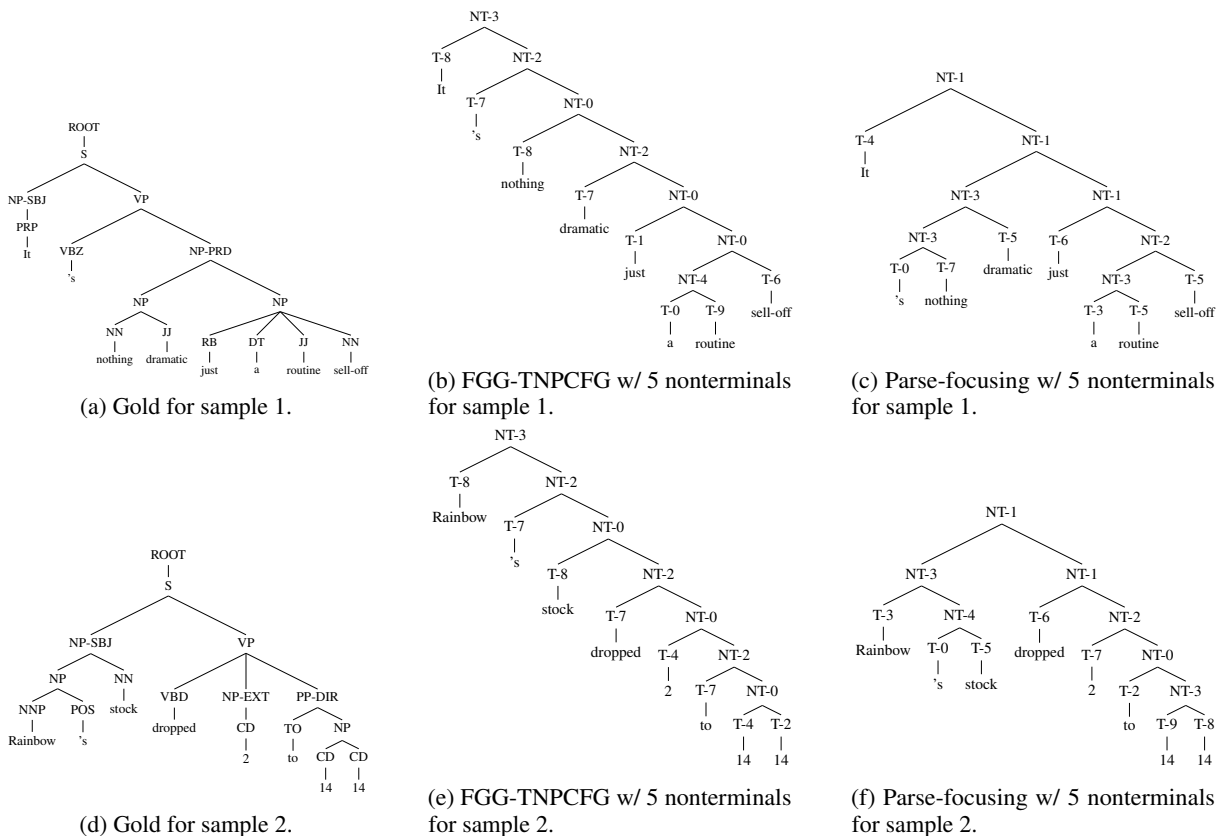 ROOT
S
NP-SBJ VP
PRP VBZ NP-PRD
It 's NP NP
NN JJ RB DT JJ NN
nothing dramatic just a routine sell-off
(a) Gold for sample 1.
NT-3
T-8 NT-2
It T-7 NT-0
's T-8 NT-2
nothing T-7 NT-0
dramatic T-1 NT-0
just NT-4 T-6
T-0 T-9 sell-off
a routine
(b) FGG-TNPCFG w/ 5 nonterminals
for sample 1.
NT-1
T-4 NT-1
It NT-3 NT-1
NT-3 T-5 T-6 NT-2
T-0 T-7 dramatic just NT-3 T-5
's nothing T-3 T-5 sell-off
a routine
(c) Parse-focusing w/ 5 nonterminals
for sample 1.
ROOT
S
NP-SBJ VP
NP NN VBD NP-EXT PP-DIR
NNP POS stock dropped CD TO NP
Rainbow 's 2 to CD CD
14 14
(d) Gold for sample 2.
NT-3
T-8 NT-2
Rainbow T-7 NT-0
's T-8 NT-2
stock T-7 NT-0
dropped T-4 NT-2
2 T-7 NT-0
to T-4 T-2
14 14
(e) FGG-TNPCFG w/ 5 nonterminals
for sample 2.
NT-1
NT-3 NT-1
T-3 NT-4 T-6 NT-2
Rainbow T-0 T-5 dropped T-7 NT-0
's stock 2 T-2 NT-3
to T-9 T-8
14 14
(f) Parse-focusing w/ 5 nonterminals
for sample 2.